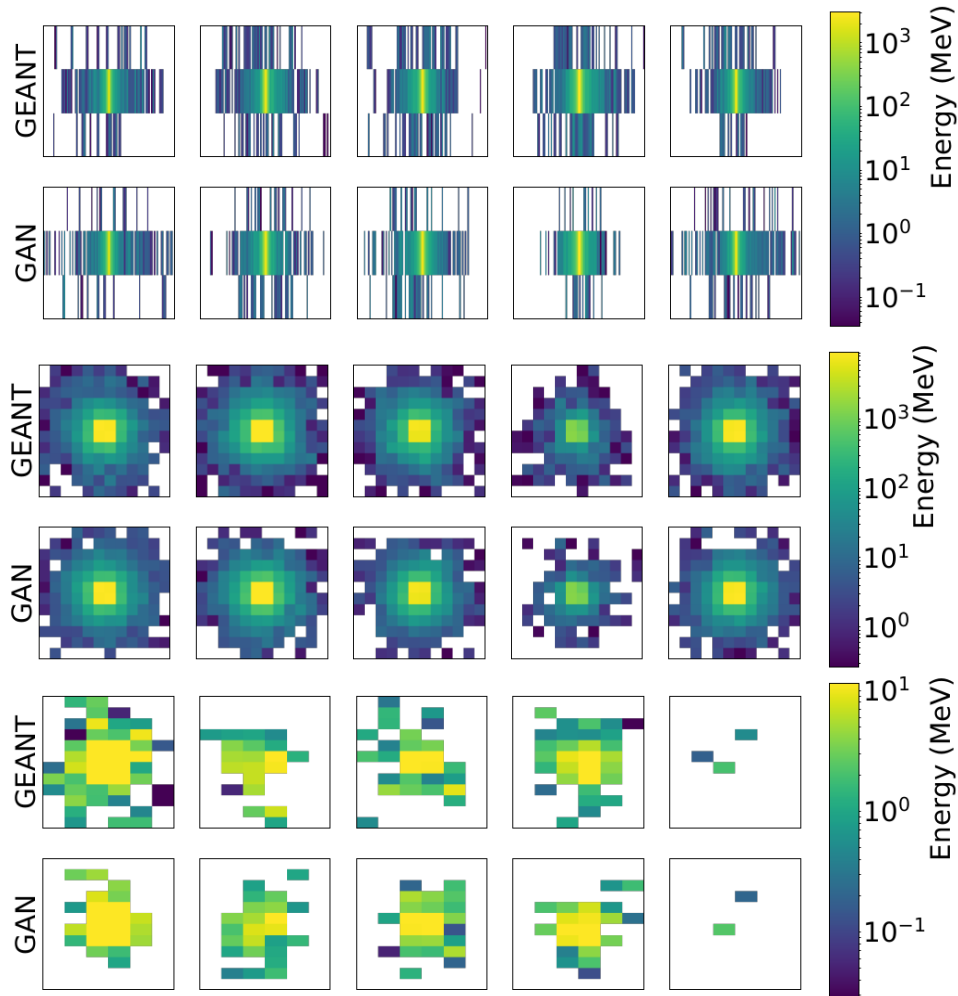 GEANT
GAN
10³
10²
10¹
10⁰
10⁻¹
Energy (MeV)
GEANT
GAN
10³
10²
10¹
10⁰
Energy (MeV)
GEANT
GAN
10¹
10⁰
10⁻¹
Energy (MeV)